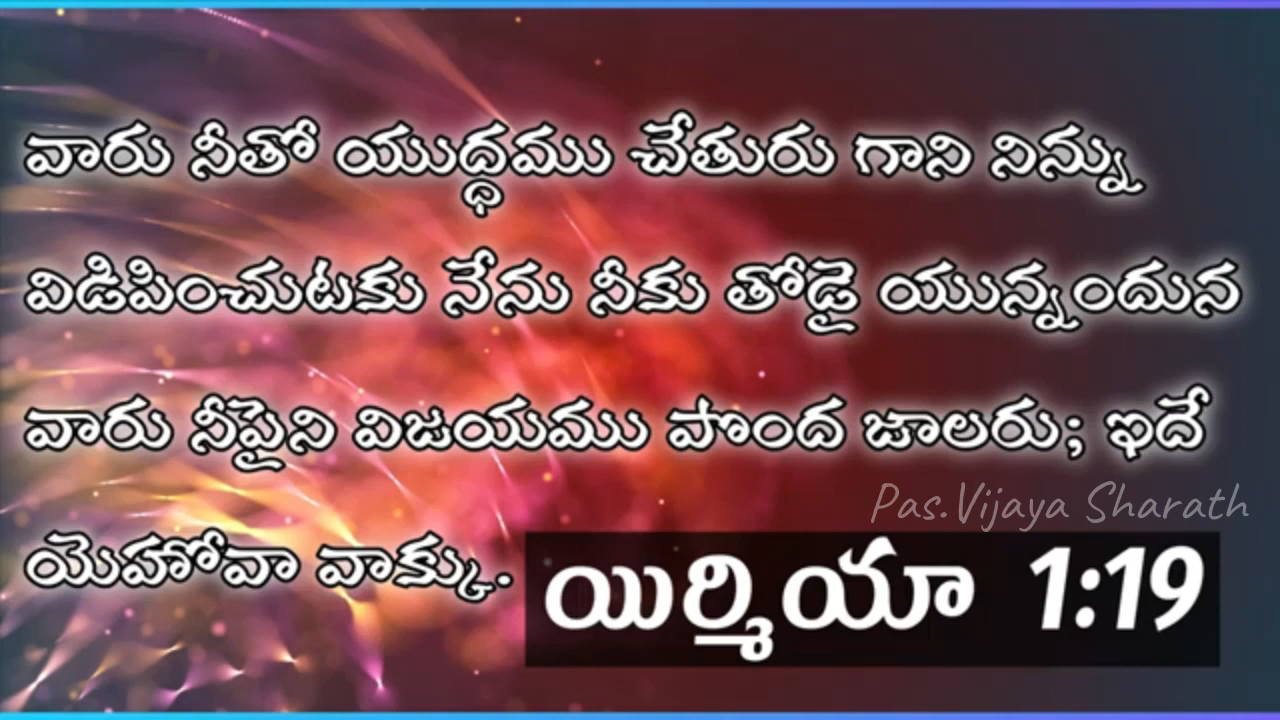 వారు నీతో యుద్ధము చేతురు గాని నిన్ను
విడిపించుటకు నేను నీకు తోడై యున్నందున
వారు నీపైని విజయము పొంద జాలరు; ఇదే
యెహోవా వాక్కు.
Pas.Vijaya Sharath
యిర్మియా 1:19